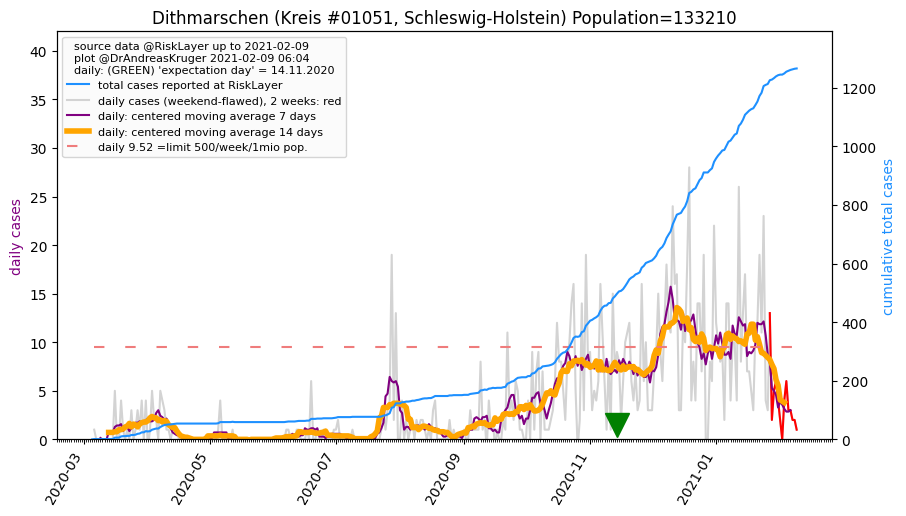 Dithmarschen (Kreis #01051, Schleswig-Holstein) Population=133210
source data @RiskLayer up to 2021-02-09
plot @DrAndreasKruger 2021-02-09 06:04
daily: (GREEN) 'expectation day' = 14.11.2020
total cases reported at RiskLayer
daily cases (weekend-flawed), 2 weeks: red
daily: centered moving average 7 days
daily: centered moving average 14 days
daily 9.52 =limit 500/week/1mio pop.
daily cases
40
35
30
25
20
15
10
5
0
cumulative total cases
1200
1000
800
600
400
200
0
2020-03
2020-05
2020-07
2020-09
2020-11
2021-01